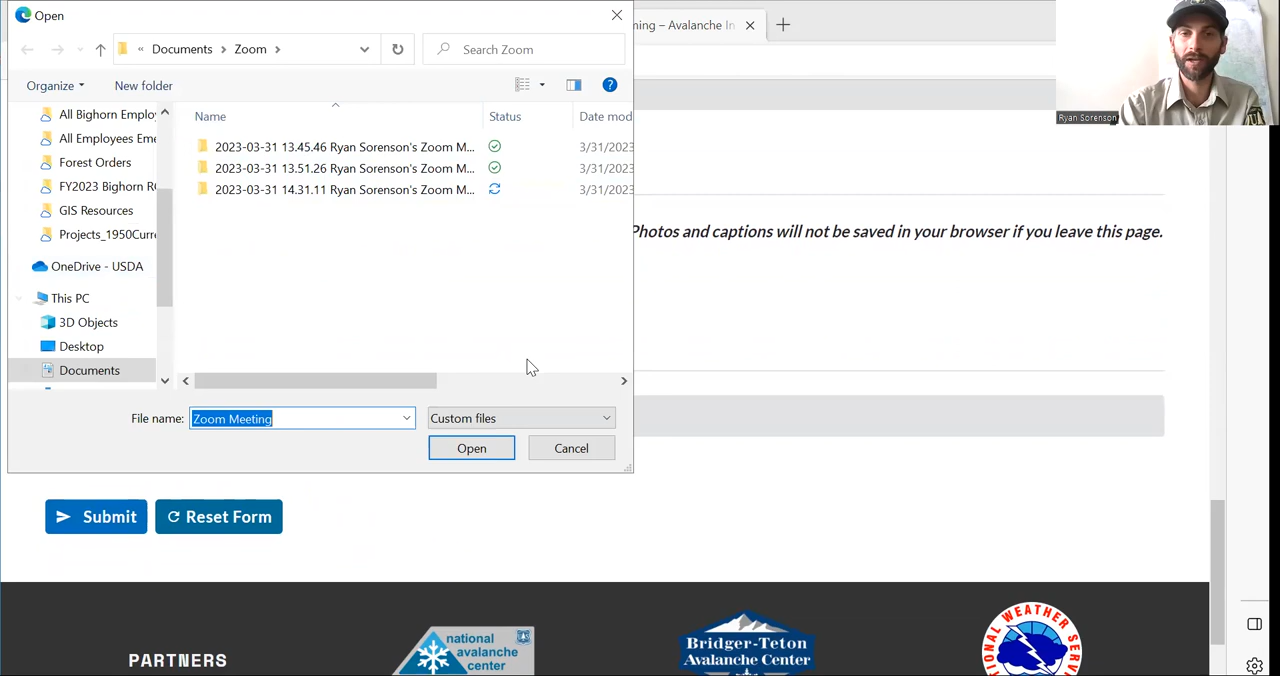 Open
ming – Avalanche In
« Documents > Zoom >
Search Zoom
Organize
New folder
All Bighorn Emplo
All Employees Eme
Forest Orders
FY2023 Bighorn R
GIS Resources
Projects_1950Curre
OneDrive - USDA
This PC
3D Objects
Desktop
Documents
Name
Status
Date mod
2023-03-31 13.45.46 Ryan Sorenson's Zoom M...
3/31/2023
2023-03-31 13.51.26 Ryan Sorenson's Zoom M...
3/31/2023
2023-03-31 14.31.11 Ryan Sorenson's Zoom M...
3/31/2023
File name:
Zoom Meeting
Custom files
Open
Cancel
Ryan Sorenson
Photos and captions will not be saved in your browser if you leave this page.
Submit
Reset Form
PARTNERS
national
avalanche
center
Bridger-Teton
Avalanche Center
NATIONAL WEATHER SERVICE